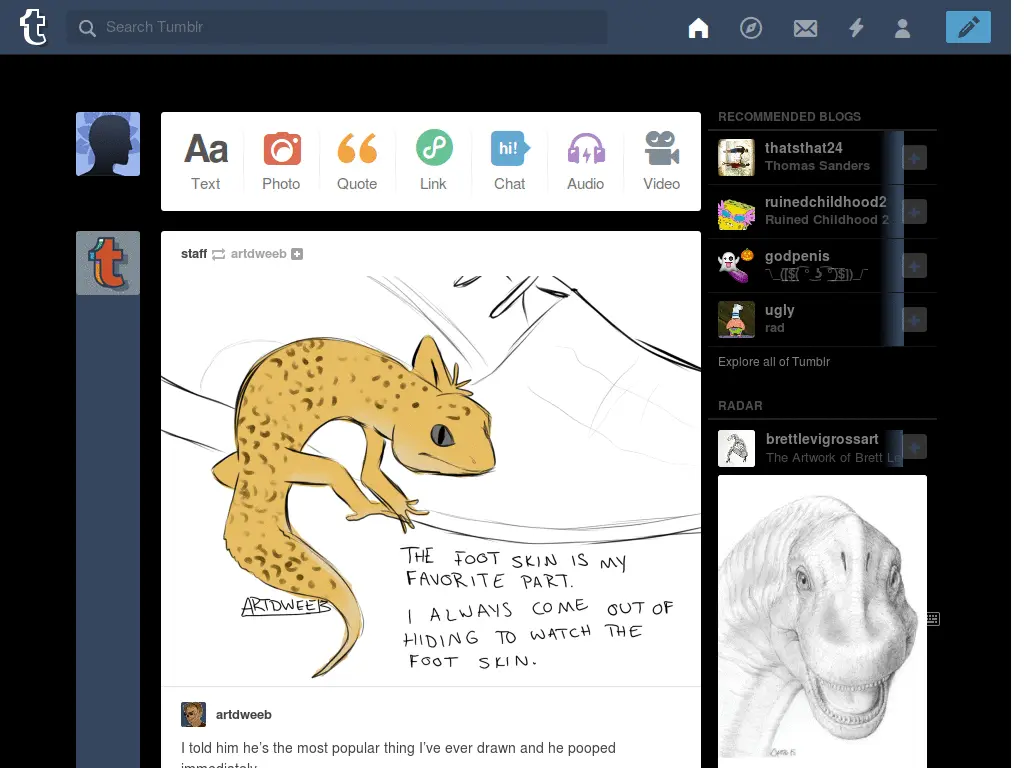 t
Search Tumblr
Aa
hi!
Text
Photo
Quote
Link
Chat
Audio
Video
staff artdweeb
THE FOOT SKIN IS MY
FAVORITE PART.
I ALWAYS COME OUT OF
HIDING TO WATCH THE
FOOT SKIN.
ARTDWEEB
artdweeb
I told him he's the most popular thing I've ever drawn and he pooped
immediately
RECOMMENDED BLOGS
thatsthat24
Thomas Sanders
ruinedchildhood2
Ruined Childhood 2
godpenis
ugly
rad
Explore all of Tumblr
RADAR
brettlevigrossart
The Artwork of Brett Le